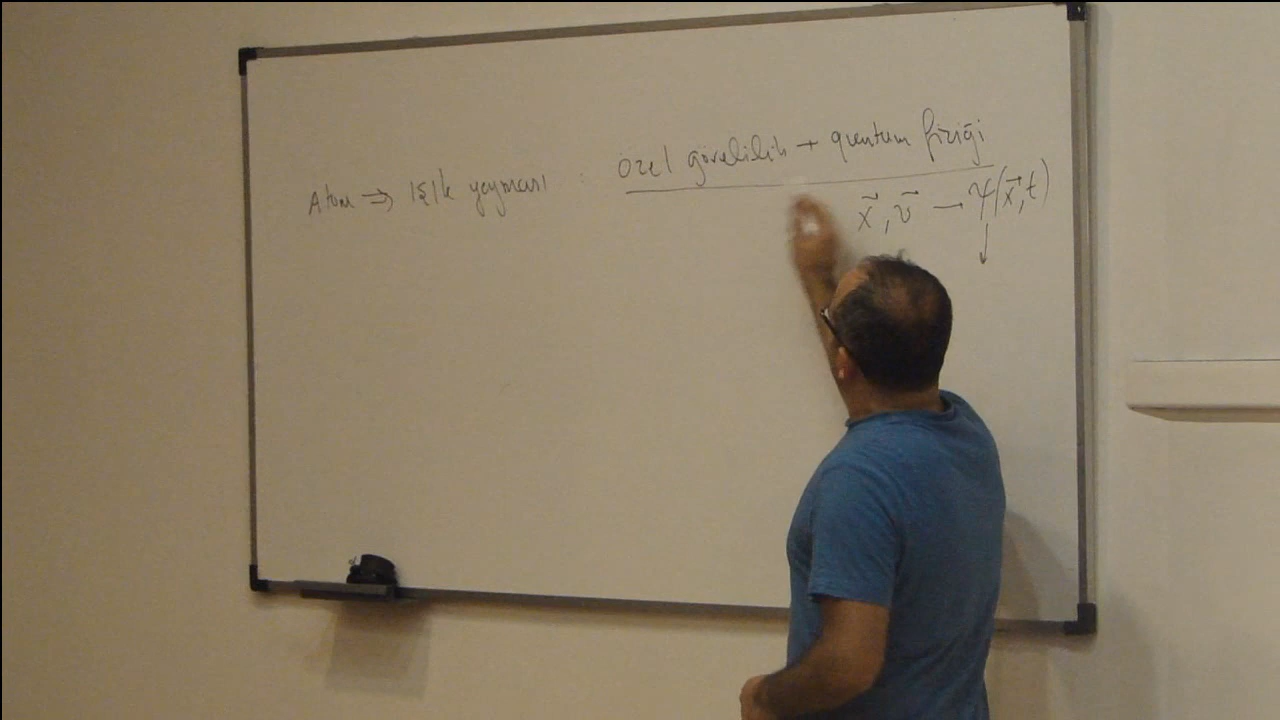 Atom ⇒ ışık yayması : özel görelilik + quantum fiziği
x⃗, v⃗ → ψ(x⃗,t)
↓